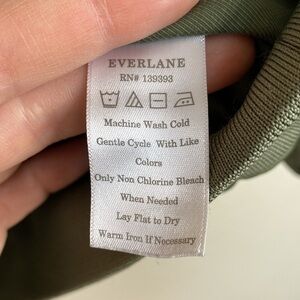 EVERLANE
RN# 139393
Machine Wash Cold
Gentle Cycle With Like
Colors
Only Non Chlorine Bleach
When Needed
Lay Flat to Dry
Warm Iron If Necessary